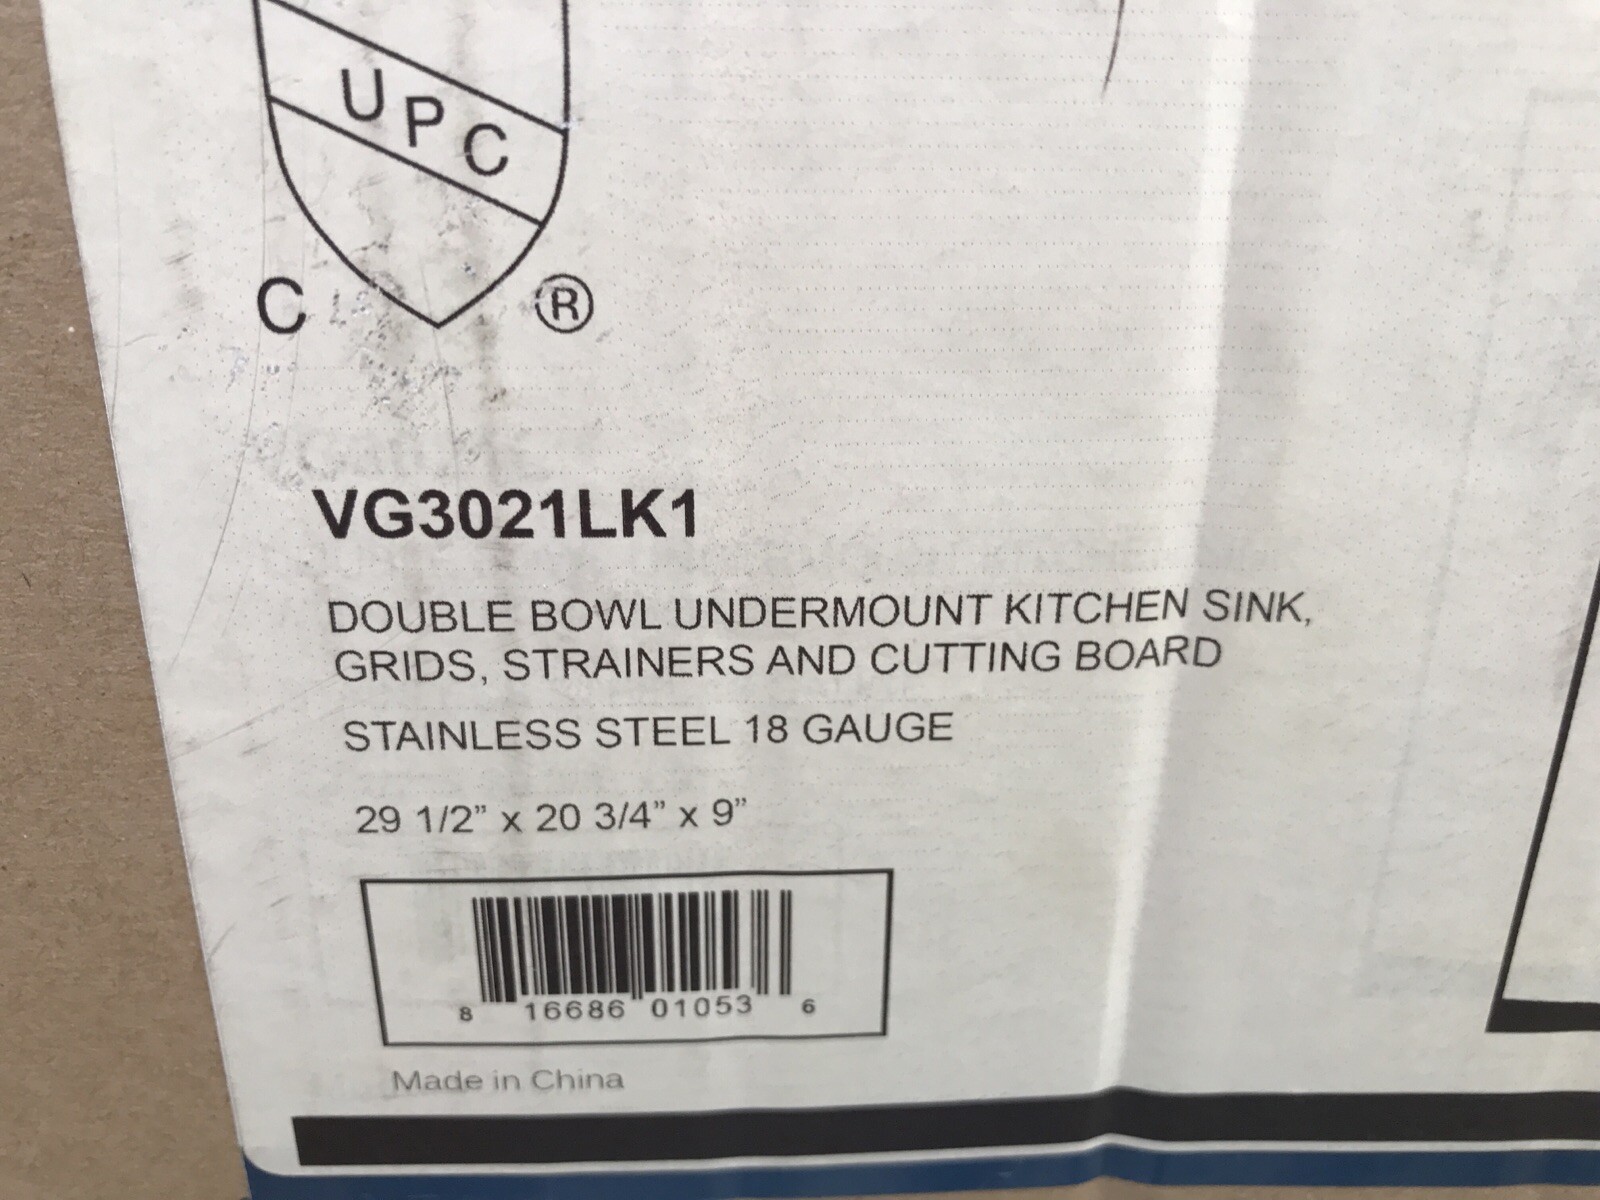 UPC
C ®
VG3021LK1
DOUBLE BOWL UNDERMOUNT KITCHEN SINK,
GRIDS, STRAINERS AND CUTTING BOARD
STAINLESS STEEL 18 GAUGE
29 1/2” x 20 3/4” x 9”
8 16686 01053 6
Made in China